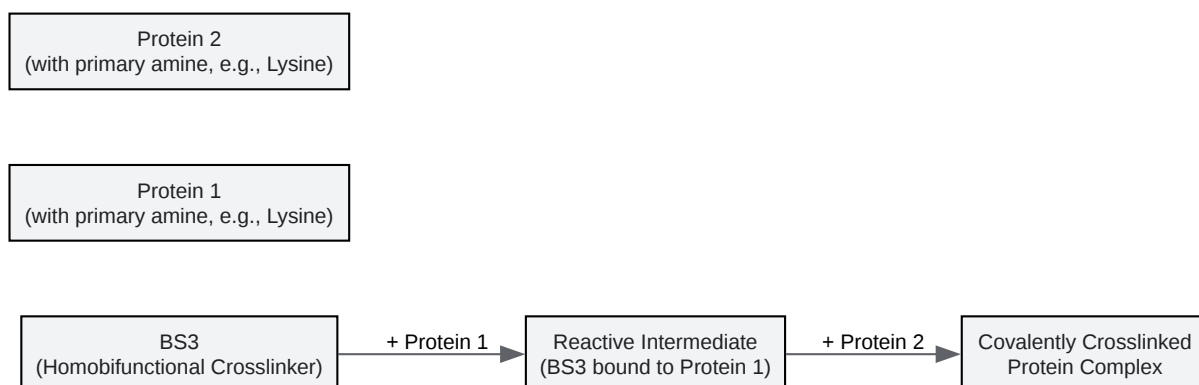 Protein 2
(with primary amine, e.g., Lysine)
Protein 1
(with primary amine, e.g., Lysine)
BS3
(Homobifunctional Crosslinker)
+ Protein 1
Reactive Intermediate
(BS3 bound to Protein 1)
+ Protein 2
Covalently Crosslinked
Protein Complex